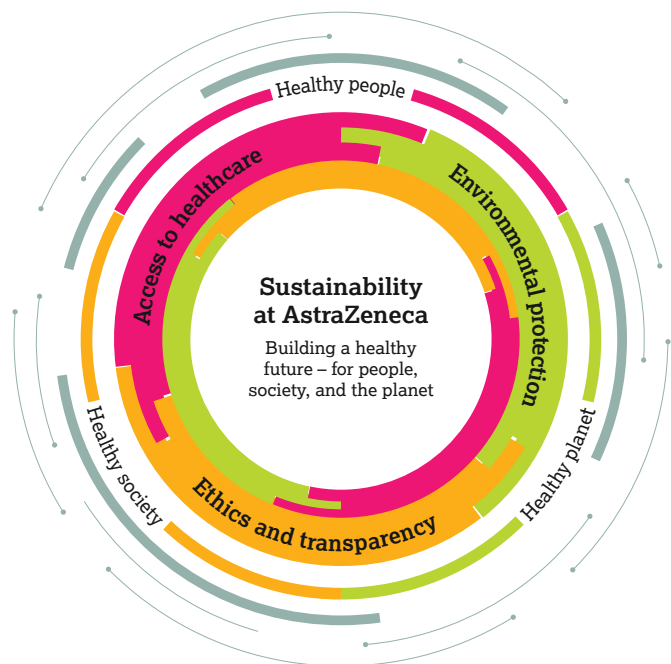 Healthy people
Access to healthcare
Environmental protection
Sustainability
at AstraZeneca
Building a healthy
future – for people,
society, and the planet
Healthy society
Healthy planet
Ethics and transparency